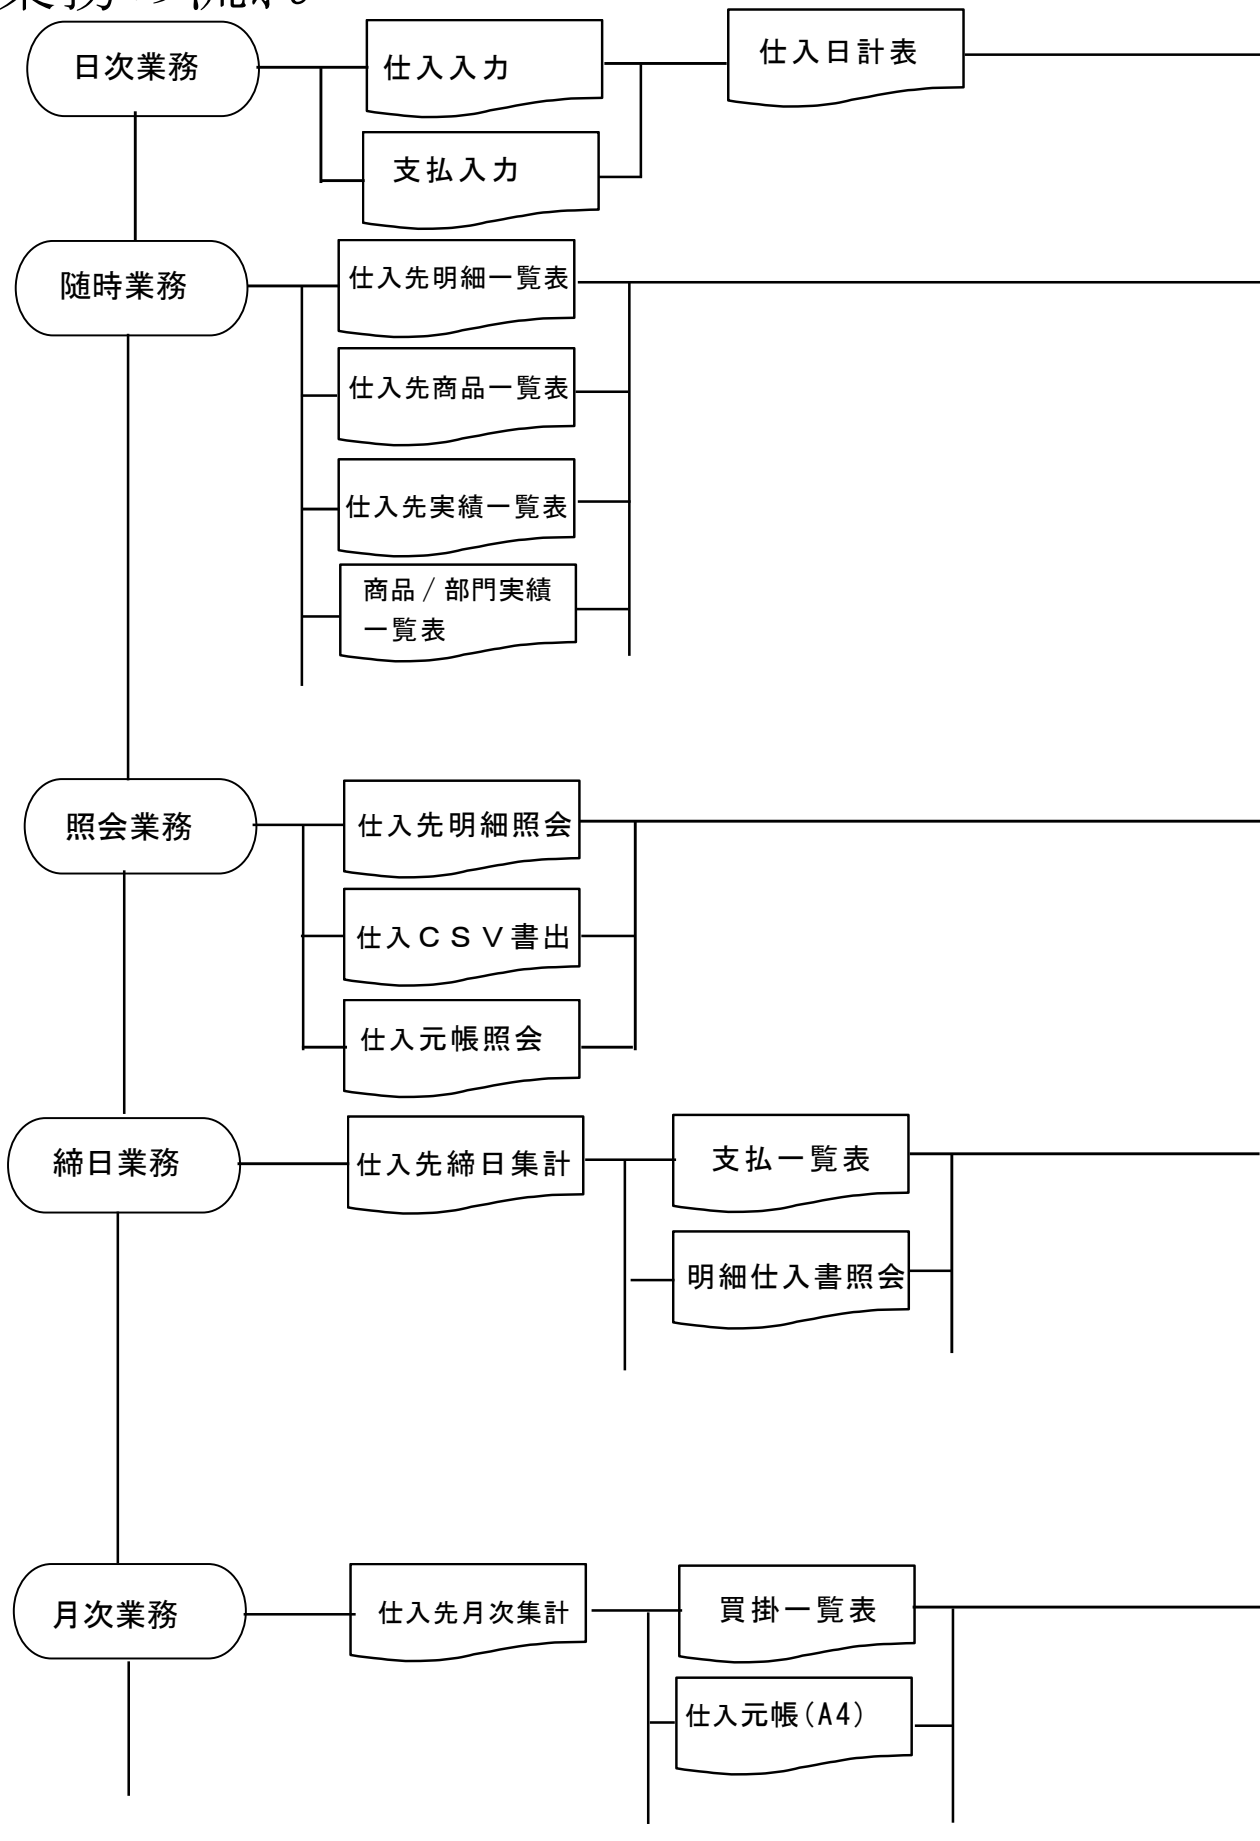 業務の流れ
日次業務
仕入入力
仕入日計表
支払入力
随時業務
仕入先明細一覧表
仕入先商品一覧表
仕入先実績一覧表
商品/部門実績
一覧表
照会業務
仕入先明細照会
仕入CSV書出
仕入元帳照会
締日業務
仕入先締日集計
支払一覧表
明細仕入書照会
月次業務
仕入先月次集計
買掛一覧表
仕入元帳(A4)